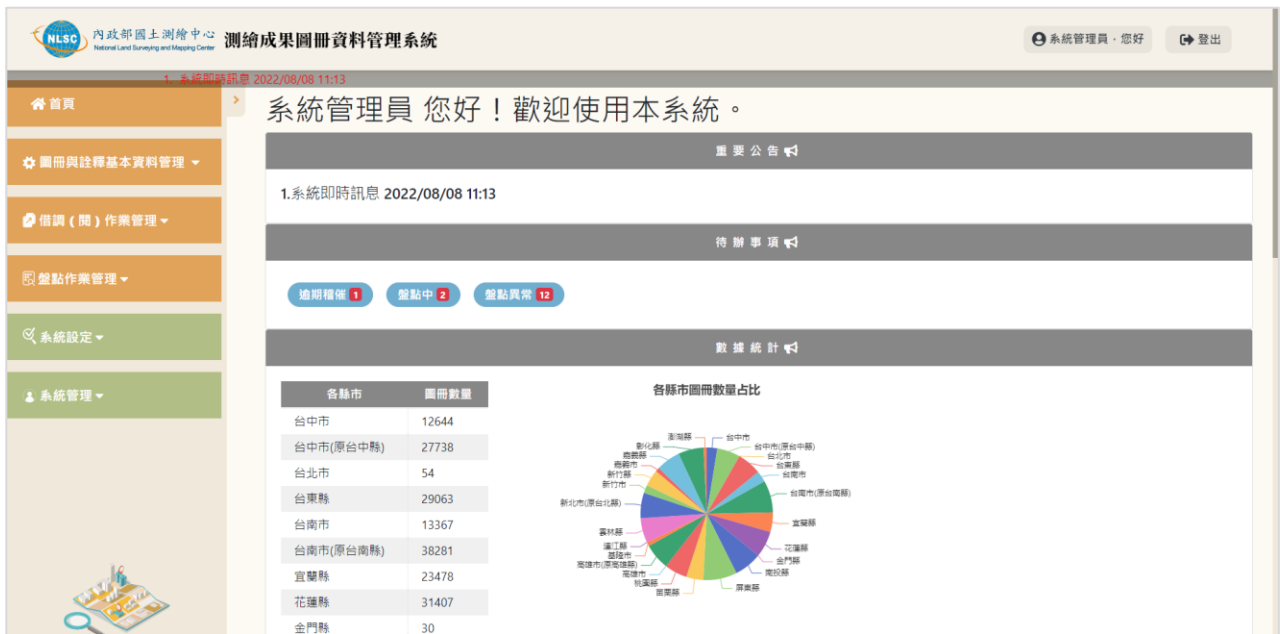 NLSC 內政部國土測繪中心 測繪成果圖冊資料管理系統 系統管理員，您好 登出
National Land Surveying and Mapping Center
1. 系統即時訊息 2022/08/08 11:13
首頁
系統管理員 您好！歡迎使用本系統。
圖冊與詮釋基本資料管理
借調 ( 閱 ) 作業管理
盤點作業管理
系統設定
系統管理
重 要 公 告
1.系統即時訊息 2022/08/08 11:13
待 辦 事 項
逾期稽催 1 盤點中 2 盤點異常 12
數 據 統 計
各縣市 圖冊數量
台中市 12644
台中市(原台中縣) 27738
台北市 54
台東縣 29063
台南市 13367
台南市(原台南縣) 38281
宜蘭縣 23478
花蓮縣 31407
金門縣 30
各縣市圖冊數量占比
台中市
台中市(原台中縣)
台北市
台東縣
台南市
台南市(原台南縣)
宜蘭縣
花蓮縣
金門縣
南投縣
屏東縣
苗栗縣
桃園縣
高雄市
高雄市(原高雄縣)
基隆市
連江縣
雲林縣
新北市(原台北縣)
新竹市
新竹縣
嘉義市
嘉義縣
彰化縣
澎湖縣